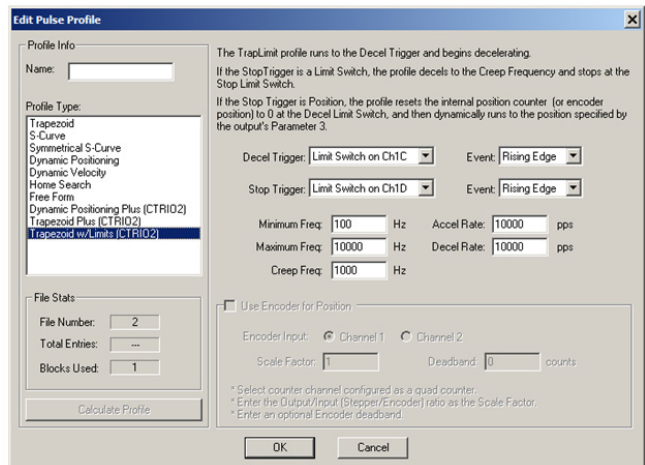 Edit Pulse Profile
Profile Info
Name:
Profile Type:
Trapezoid
S-Curve
Symmetrical S-Curve
Dynamic Positioning
Dynamic Velocity
Home Search
Free Form
Dynamic Positioning Plus (CTRIO2)
Trapezoid Plus (CTRIO2)
Trapezoid w/Limits (CTRIO2)
File Stats
File Number: 2
Total Entries: ---
Blocks Used: 1
Calculate Profile
The TrapLimit profile runs to the Decel Trigger and begins decelerating.
If the StopTrigger is a Limit Switch, the profile decels to the Creep Frequency and stops at the
Stop Limit Switch.
If the Stop Trigger is Position, the profile resets the internal position counter (or encoder
position) to 0 at the Decel Limit Switch, and then dynamically runs to the position specified by
the output's Parameter 3.
Decel Trigger: Limit Switch on Ch1C Event: Rising Edge
Stop Trigger: Limit Switch on Ch1D Event: Rising Edge
Minimum Freq: 100 Hz Accel Rate: 10000 pps
Maximum Freq: 10000 Hz Decel Rate: 10000 pps
Creep Freq: 1000 Hz
Use Encoder for Position
Encoder Input: Channel 1 Channel 2
Scale Factor: 1 Deadband: 0 counts
* Select counter channel configured as a quad counter.
* Enter the Output/Input (Stepper/Encoder) ratio as the Scale Factor.
* Enter an optional Encoder deadband.
OK Cancel